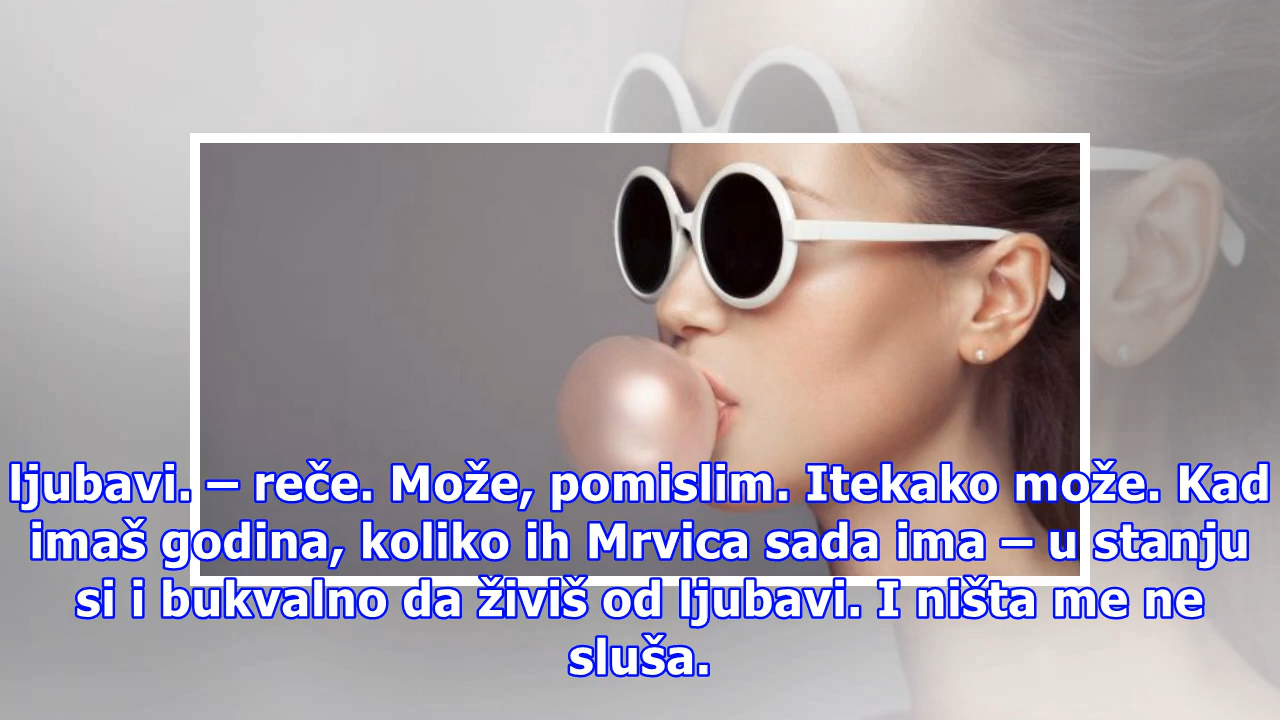 ljubavi. – reče. Može, pomislim. Itekako može. Kad
imaš godina, koliko ih Mrvica sada ima – u stanju
si i bukvalno da živiš od ljubavi. I ništa me ne
sluša.